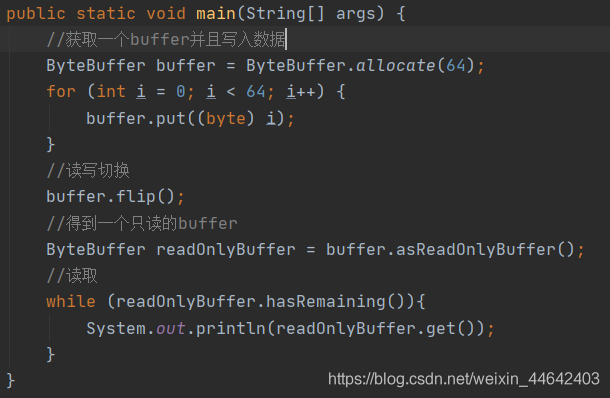 public static void main(String[] args) {
    //获取一个buffer并且写入数据
    ByteBuffer buffer = ByteBuffer.allocate(64);
    for (int i = 0; i < 64; i++) {
        buffer.put((byte) i);
    }
    //读写切换
    buffer.flip();
    //得到一个只读的buffer
    ByteBuffer readOnlyBuffer = buffer.asReadOnlyBuffer();
    //读取
    while (readOnlyBuffer.hasRemaining()){
        System.out.println(readOnlyBuffer.get());
    }
}
https://blog.csdn.net/weixin_44642403